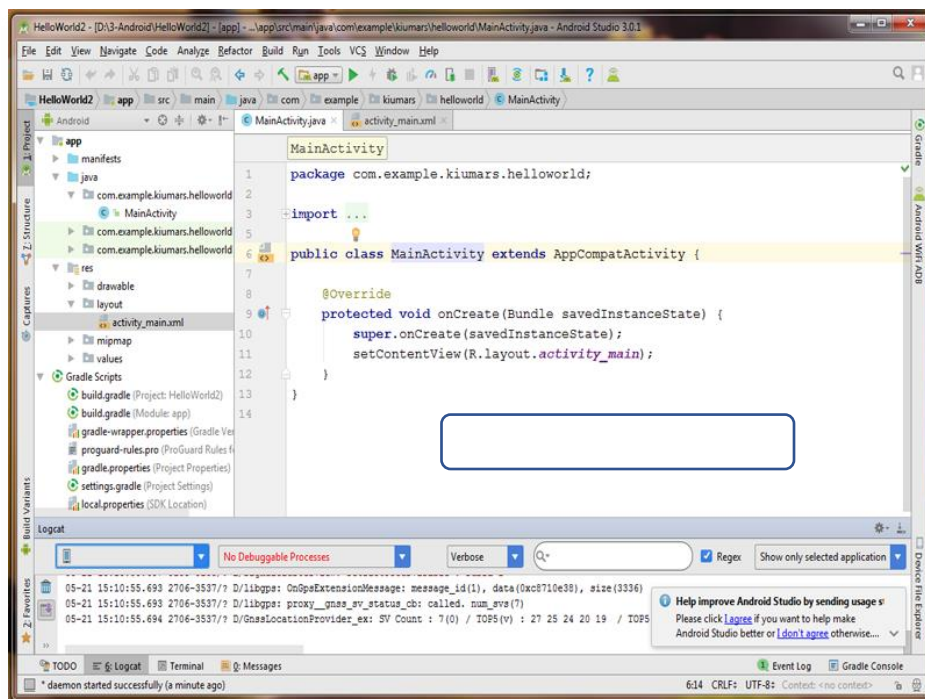 HelloWorld2 - [D:\3-Android\HelloWorld2] - [app] - ...\app\src\main\java\com\example\kiumars\helloworld\MainActivity.java - Android Studio 3.0.1
File Edit View Navigate Code Analyze Refactor Build Run Tools VCS Window Help
app
HelloWorld2 app src main java com example kiumars helloworld MainActivity
Android MainActivity.java activity_main.xml
1: Project
Z: Structure
Captures
Build Variants
2: Favorites
app
manifests
java
com.example.kiumars.helloworld
MainActivity
com.example.kiumars.helloworld
com.example.kiumars.helloworld
res
drawable
layout
activity_main.xml
mipmap
values
Gradle Scripts
build.gradle (Project: HelloWorld2)
build.gradle (Module: app)
gradle-wrapper.properties (Gradle Ver
proguard-rules.pro (ProGuard Rules f
gradle.properties (Project Properties)
settings.gradle (Project Settings)
local.properties (SDK Location)
MainActivity
1 package com.example.kiumars.helloworld;
2
3 import ...
5
6 public class MainActivity extends AppCompatActivity {
7
8 @Override
9 protected void onCreate(Bundle savedInstanceState) {
10 super.onCreate(savedInstanceState);
11 setContentView(R.layout.activity_main);
12 }
13 }
14
Gradle
Android WiFi ADB
Device File Explorer
Logcat
No Debuggable Processes Verbose Regex Show only selected application
05-21 15:10:55.693 2706-3537/? D/libgps: OnGpsExtensionMessage: message_id(1), data(0xc8710e38), size(3336)
05-21 15:10:55.693 2706-3537/? D/libgps: proxy__gnss_sv_status_cb: called. num_svs(7)
05-21 15:10:55.694 2706-3537/? D/GnssLocationProvider_ex: SV Count : 7(0) / TOP5(v) : 27 25 24 20 19 / TOP5
Help improve Android Studio by sending usage s
Please click I agree if you want to help make
Android Studio better or I don't agree otherwise....
TODO 6: Logcat Terminal 0: Messages Event Log Gradle Console
* daemon started successfully (a minute ago) 6:14 CRLF UTF-8 Context: <no context>